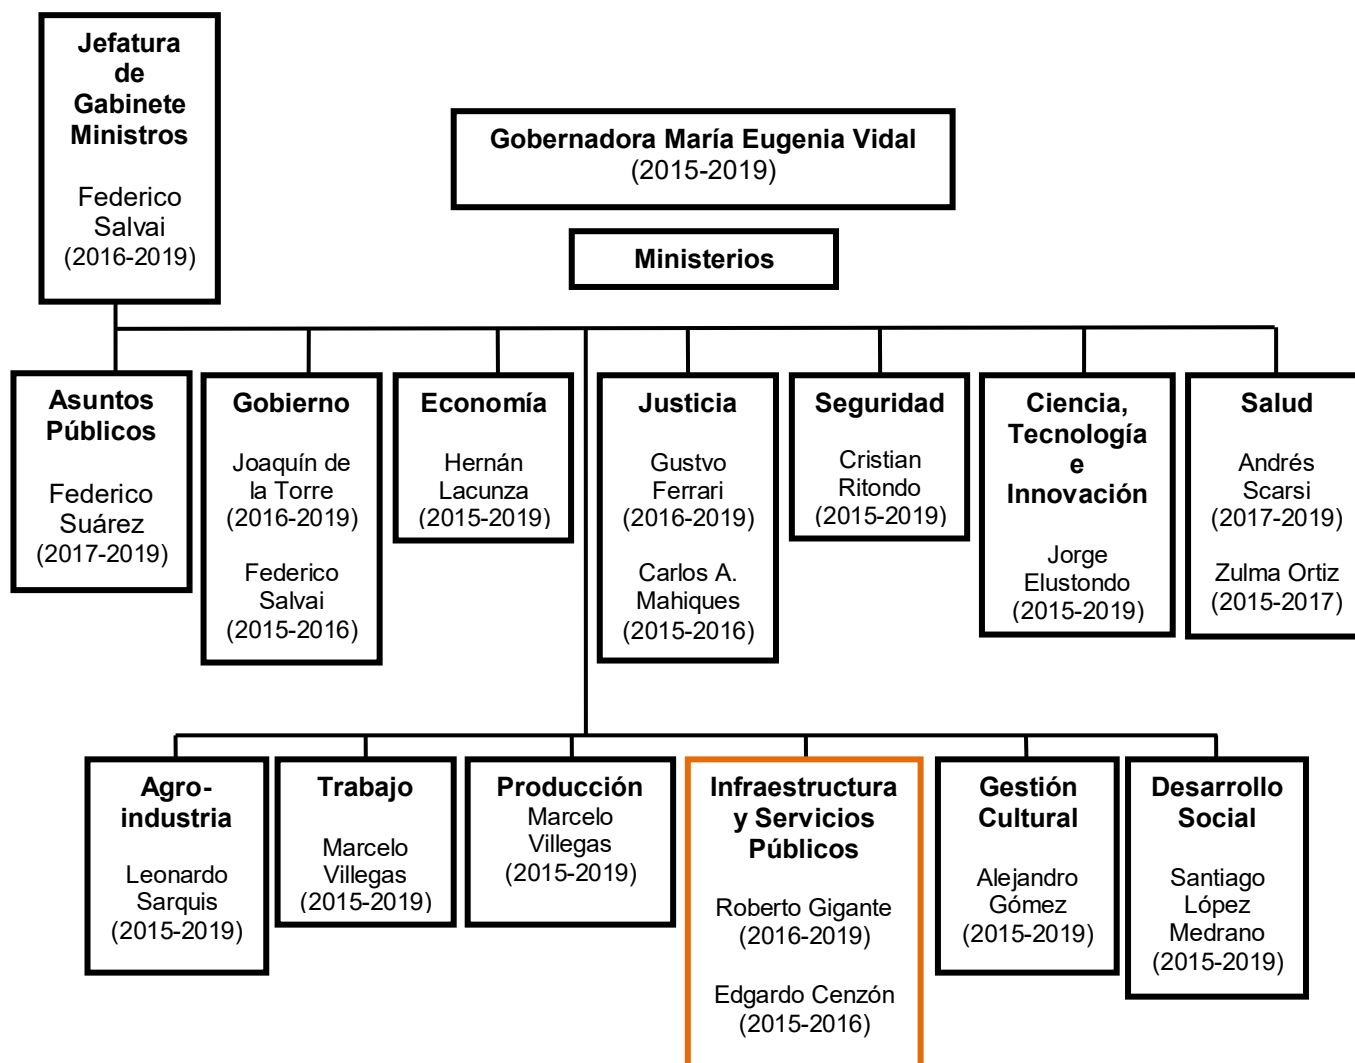 Jefatura
de
Gabinete
Ministros
Federico
Salvai
(2016-2019)
Gobernadora María Eugenia Vidal
(2015-2019)
Ministerios
Asuntos
Públicos
Federico
Suárez
(2017-2019)
Gobierno
Joaquín de
la Torre
(2016-2019)
Federico
Salvai
(2015-2016)
Economía
Hernán
Lacunza
(2015-2019)
Justicia
Gustvo
Ferrari
(2016-2019)
Carlos A.
Mahiques
(2015-2016)
Seguridad
Cristian
Ritondo
(2015-2019)
Ciencia,
Tecnología
e
Innovación
Jorge
Elustondo
(2015-2019)
Salud
Andrés
Scarsi
(2017-2019)
Zulma Ortiz
(2015-2017)
Agro-
industria
Leonardo
Sarquis
(2015-2019)
Trabajo
Marcelo
Villegas
(2015-2019)
Producción
Marcelo
Villegas
(2015-2019)
Infraestructura
y Servicios
Públicos
Roberto Gigante
(2016-2019)
Edgardo Cenzón
(2015-2016)
Gestión
Cultural
Alejandro
Gómez
(2015-2019)
Desarrollo
Social
Santiago
López
Medrano
(2015-2019)